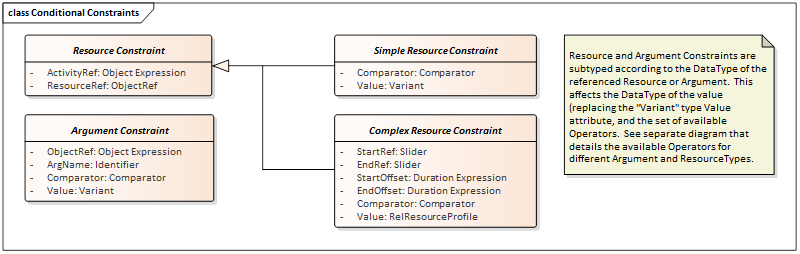 class Conditional Constraints
Resource Constraint
- ActivityRef: Object Expression
- ResourceRef: ObjectRef
Simple Resource Constraint
- Comparator: Comparator
- Value: Variant
Argument Constraint
- ObjectRef: Object Expression
- ArgName: Identifier
- Comparator: Comparator
- Value: Variant
Complex Resource Constraint
- StartRef: Slider
- EndRef: Slider
- StartOffset: Duration Expression
- EndOffset: Duration Expression
- Comparator: Comparator
- Value: RelResourceProfile
Resource and Argument Constraints are
subtyped according to the DataType of the
referenced Resource or Argument. This
affects the DataType of the value
(replacing the "Variant" type Value
attribute, and the set of available
Operators. See separate diagram that
details the available Operators for
different Argument and ResourceTypes.